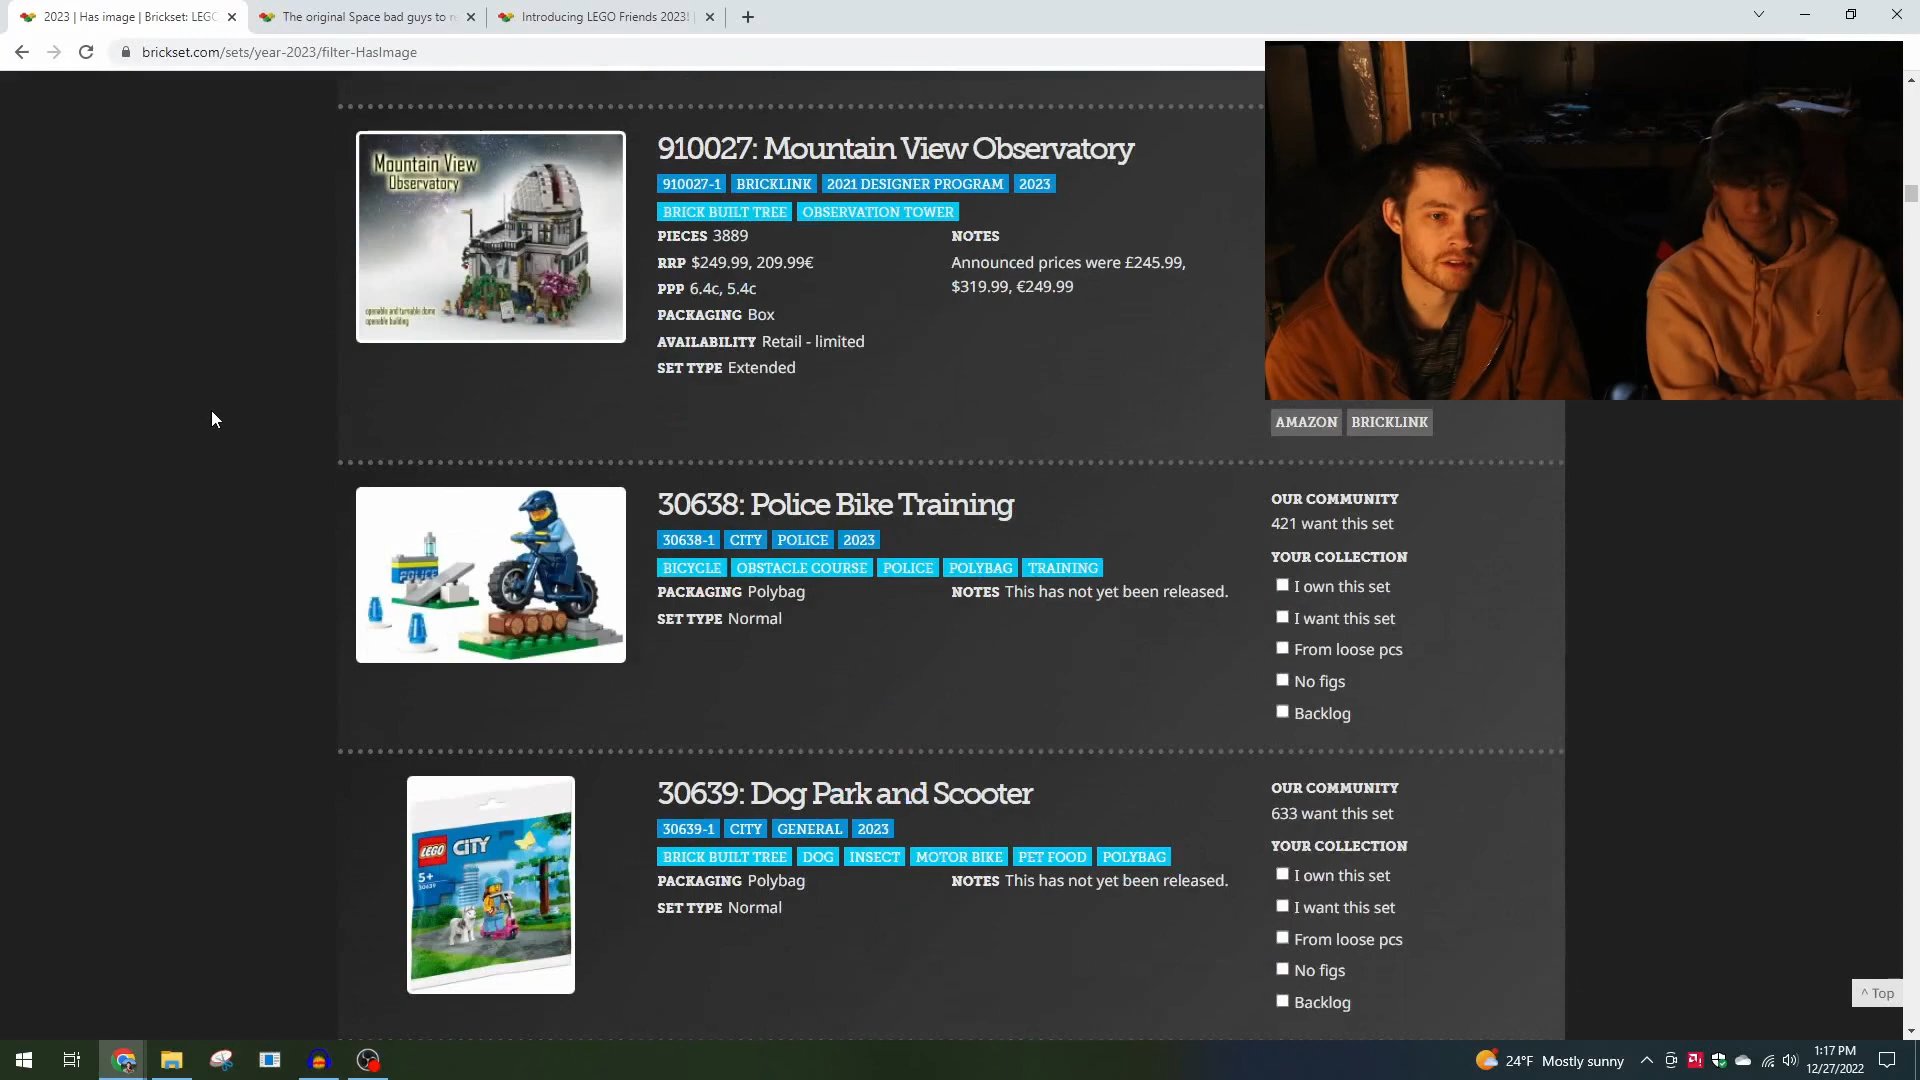 2023 | Has image | Brickset: LEGO
The original Space bad guys to r
Introducing LEGO Friends 2023! |
brickset.com/sets/year-2023/filter-HasImage
Mountain View
Observatory
openable and turnable dome
openable building
910027: Mountain View Observatory
910027-1 BRICKLINK 2021 DESIGNER PROGRAM 2023
BRICK BUILT TREE OBSERVATION TOWER
PIECES 3889
RRP $249.99, 209.99€
PPP 6.4c, 5.4c
PACKAGING Box
AVAILABILITY Retail - limited
SET TYPE Extended
NOTES
Announced prices were £245.99,
$319.99, €249.99
AMAZON BRICKLINK
POLICE
30638: Police Bike Training
30638-1 CITY POLICE 2023
BICYCLE OBSTACLE COURSE POLICE POLYBAG TRAINING
PACKAGING Polybag
SET TYPE Normal
NOTES This has not yet been released.
OUR COMMUNITY
421 want this set
YOUR COLLECTION
I own this set
I want this set
From loose pcs
No figs
Backlog
LEGO CITY
5+
30639
30639: Dog Park and Scooter
30639-1 CITY GENERAL 2023
BRICK BUILT TREE DOG INSECT MOTOR BIKE PET FOOD POLYBAG
PACKAGING Polybag
SET TYPE Normal
NOTES This has not yet been released.
OUR COMMUNITY
633 want this set
YOUR COLLECTION
I own this set
I want this set
From loose pcs
No figs
Backlog
^ Top
24°F Mostly sunny
1:17 PM
12/27/2022